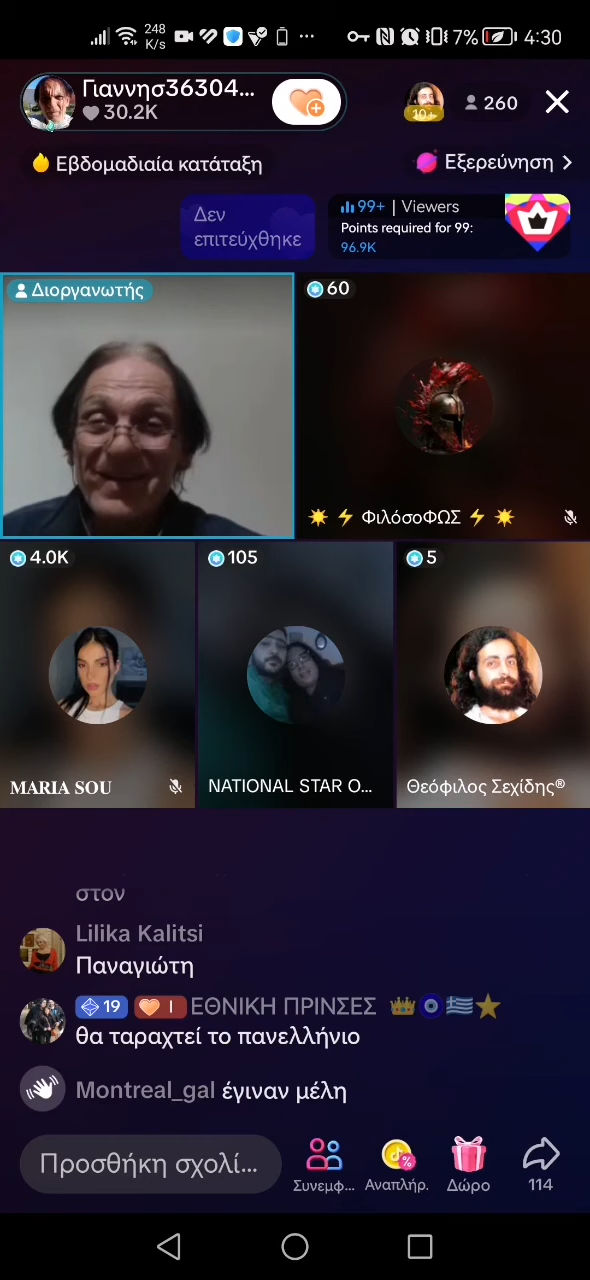 248 K/s 7% 4:30
Γιαννησ36304...
30.2K
10+
260
Εβδομαδιαία κατάταξη
Εξερεύνηση >
Δεν
επιτεύχθηκε
99+ | Viewers
Points required for 99:
96.9K
Διοργανωτής
60
ΦιλόσοΦΩΣ
4.0K
105
5
MARIA SOU
NATIONAL STAR O...
Θεόφιλος Σεχίδης®
στον
Lilika Kalitsi
Παναγιώτη
19 I ΕΘΝΙΚΗ ΠΡΙΝΣΕΣ
θα ταραχτεί το πανελλήνιο
Montreal_gal έγιναν μέλη
Προσθήκη σχολί...
Συνεμφ...
Αναπλήρ.
Δώρο
114